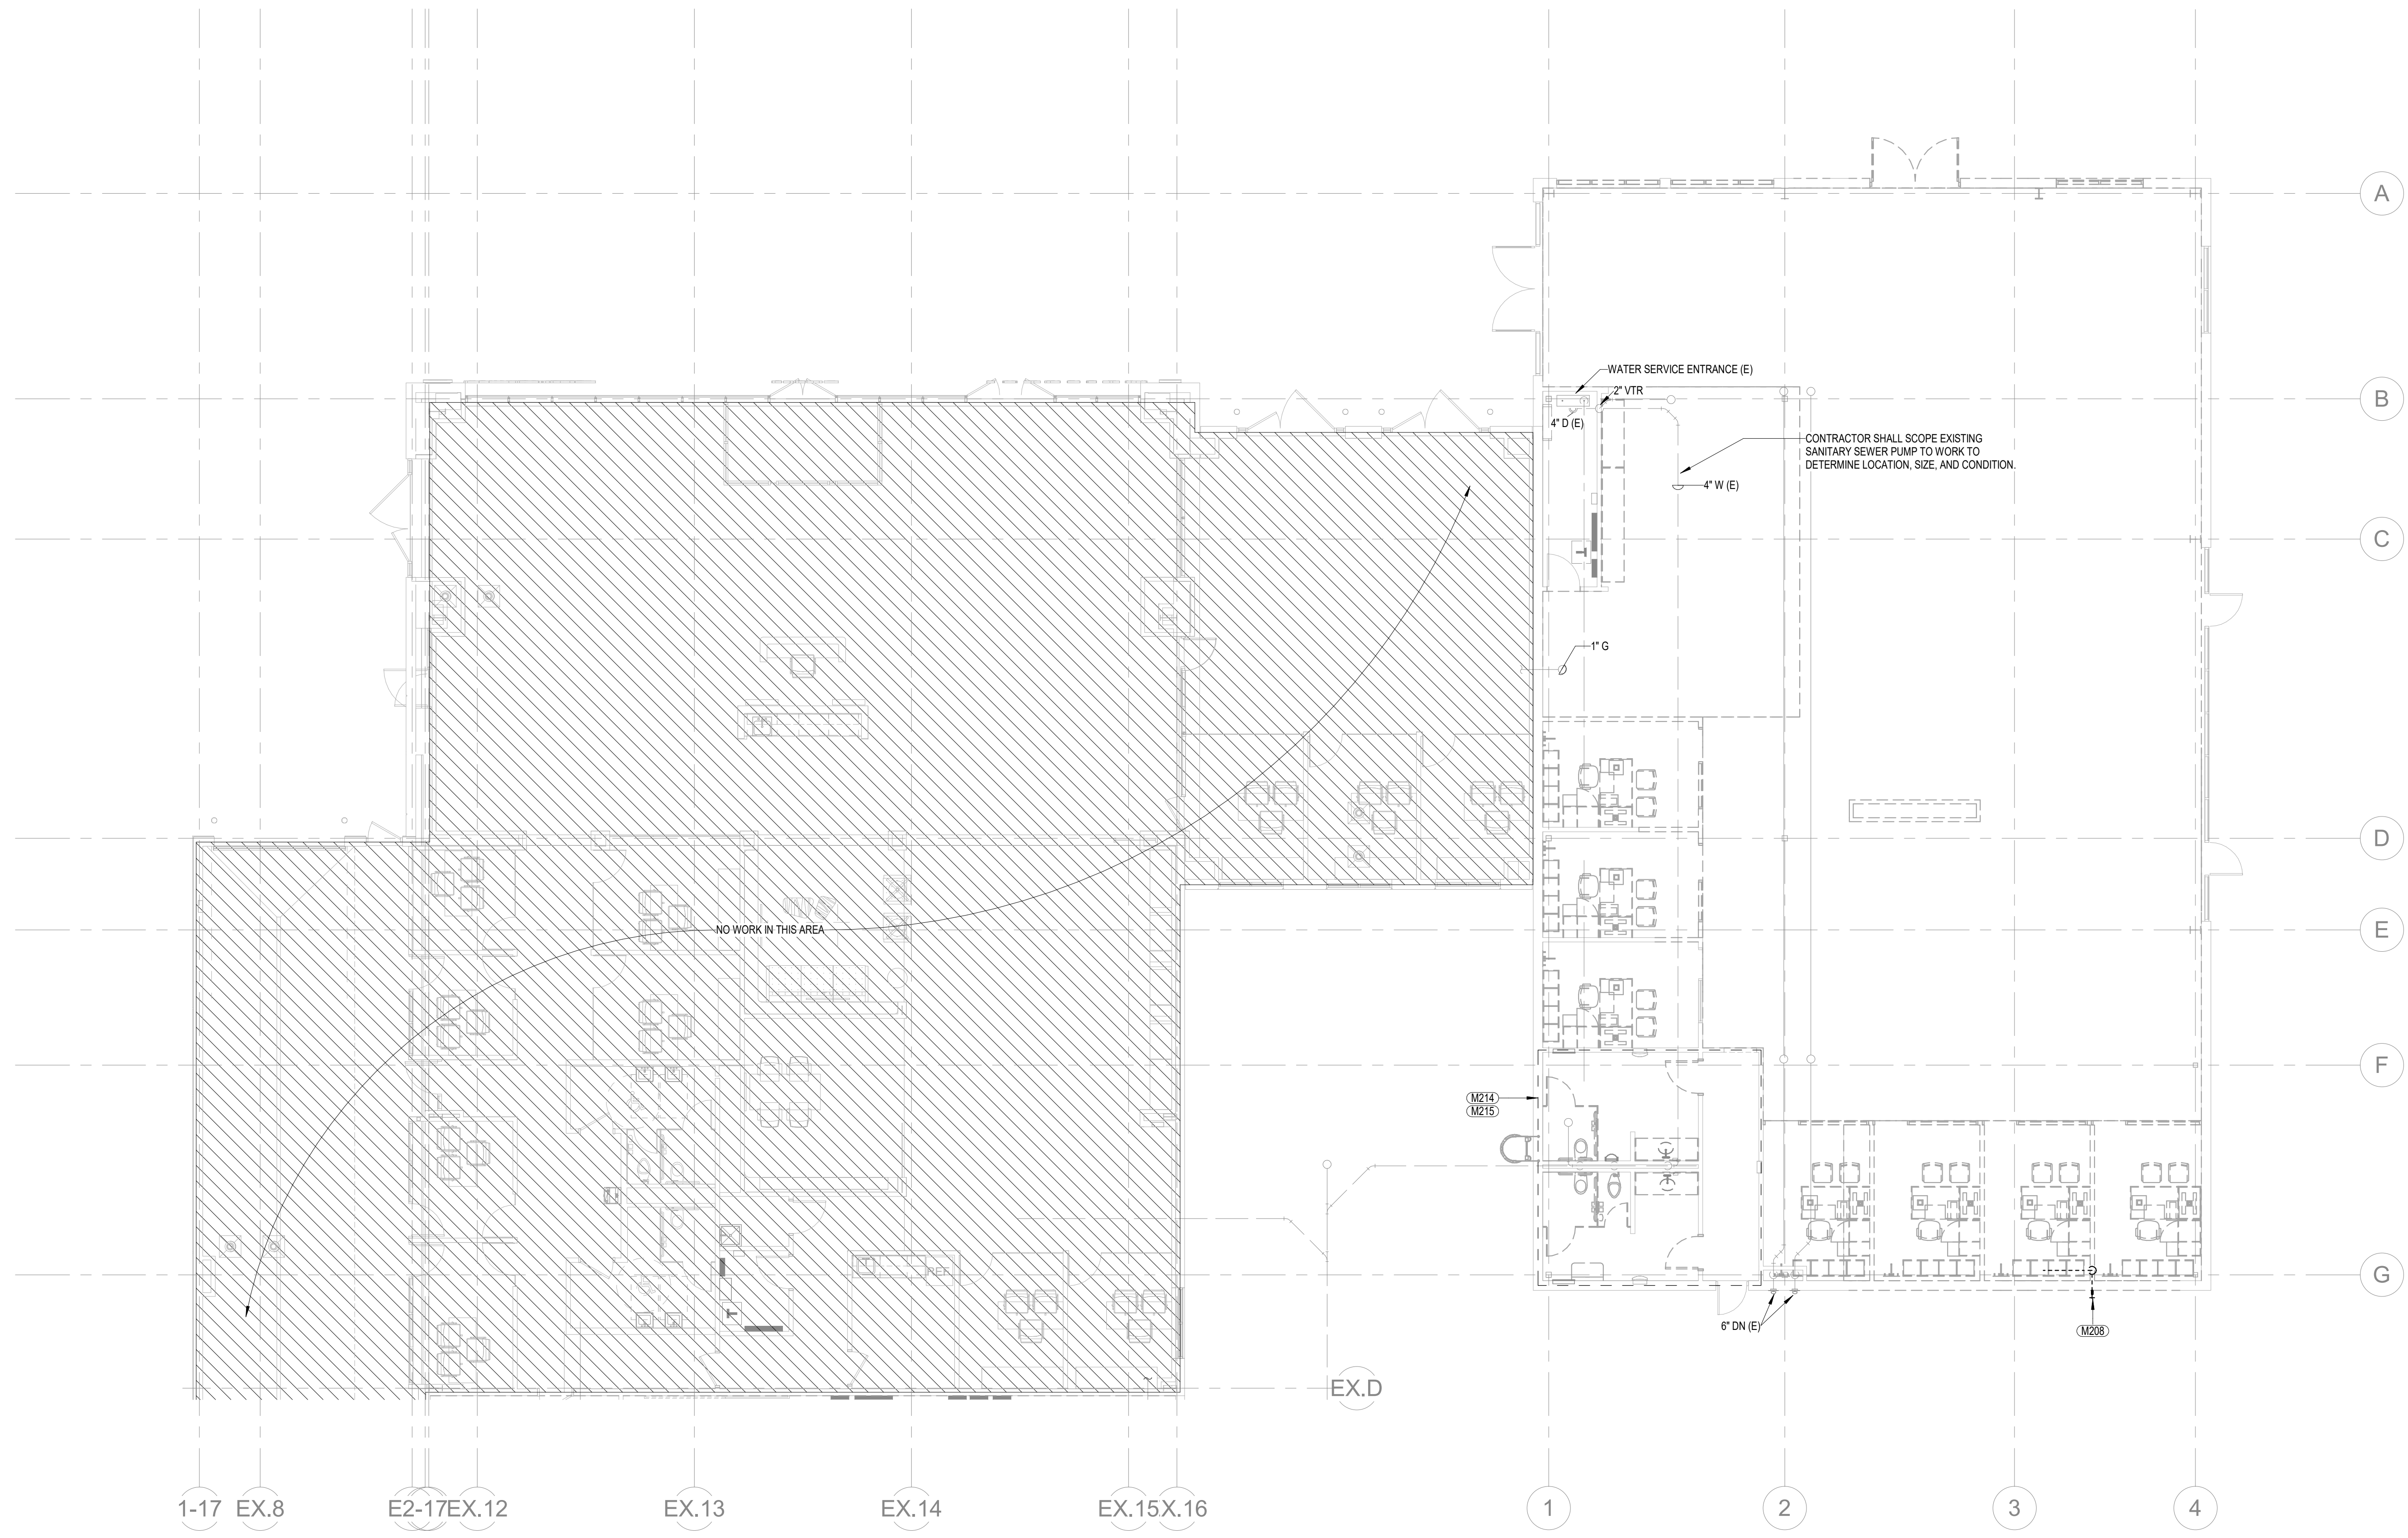 A
WATER SERVICE ENTRANCE (E)
2" VTR
B
4" D (E)
CONTRACTOR SHALL SCOPE EXISTING
SANITARY SEWER PUMP TO WORK TO
DETERMINE LOCATION, SIZE, AND CONDITION.
4" W (E)
C
1" G
D
NO WORK IN THIS AREA
E
F
M214
M215
REF.
G
6" DN (E)
M208
EX.D
1-17
EX.8
E2-17
EX.12
EX.13
EX.14
EX.15
X.16
1
2
3
4